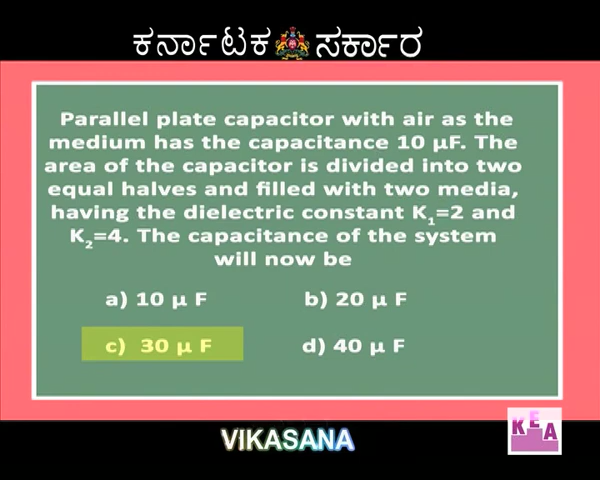 ಕರ್ನಾಟಕ ಸರ್ಕಾರ
Parallel plate capacitor with air as the
medium has the capacitance 10 µF. The
area of the capacitor is divided into two
equal halves and filled with two media,
having the dielectric constant K₁=2 and
K₂=4. The capacitance of the system
will now be
a) 10 µ F b) 20 µ F
c) 30 µ F d) 40 µ F
VIKASANA
KEA